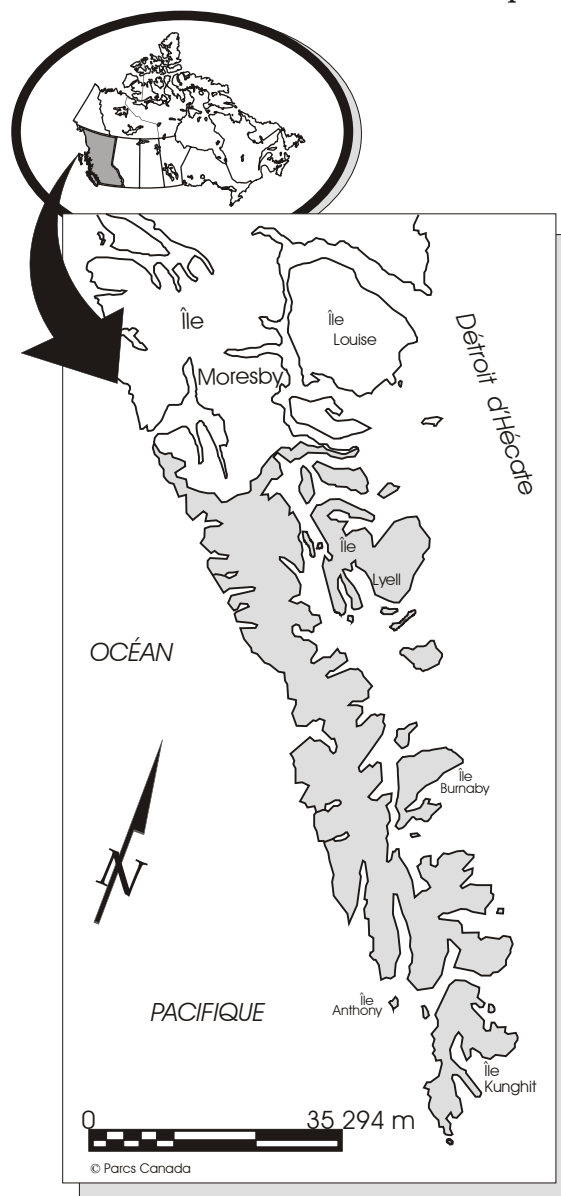 Île
Moresby
Île
Louise
Détroit d'Hécate
Île
Lyell
OCÉAN
Île
Burnaby
N
PACIFIQUE
Île
Anthony
Île
Kunghit
0 35 294 m
© Parcs Canada